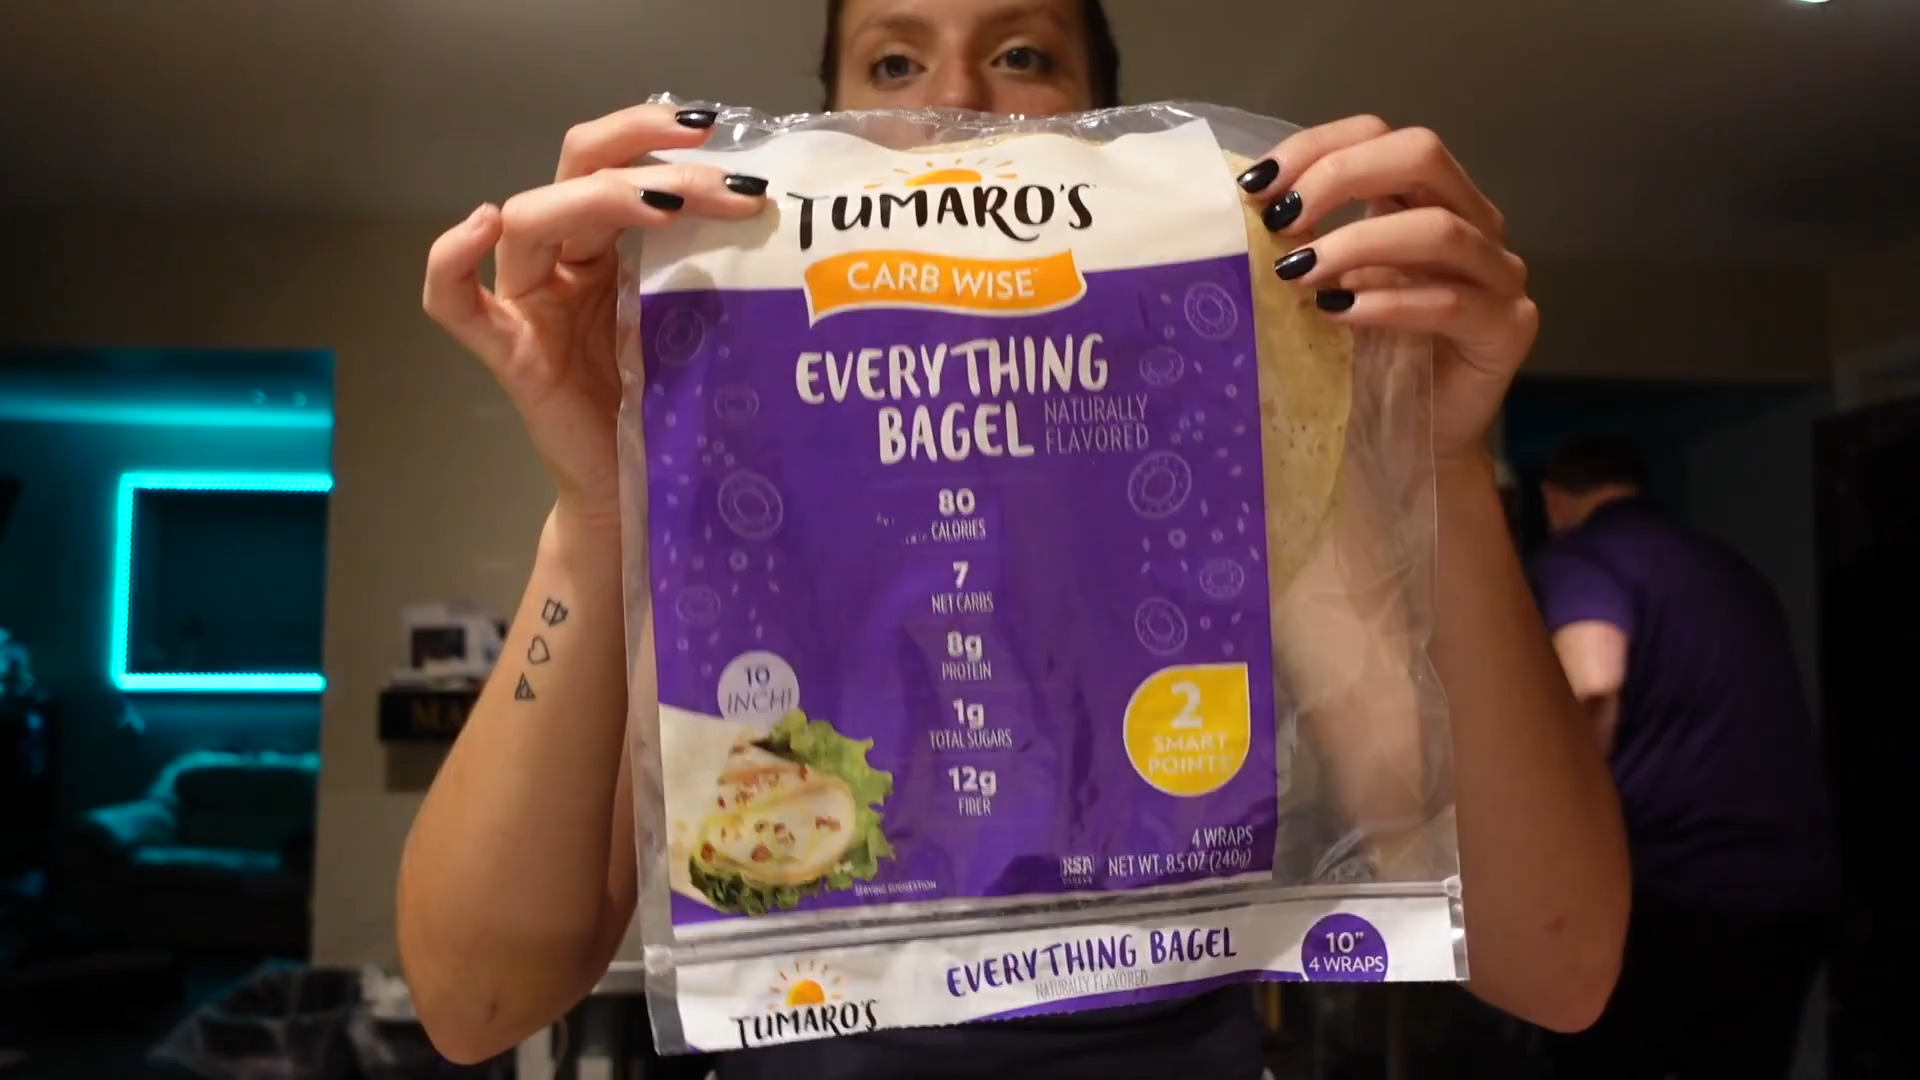 TUMARO'S
CARB WISE™
EVERYTHING
BAGEL
NATURALLY
FLAVORED
80
CALORIES
7
NET CARBS
8g
PROTEIN
1g
TOTAL SUGARS
12g
FIBER
10
INCH!
2
SMART
POINTS
4 WRAPS
NET WT. 8.5 OZ (240g)
SERVING SUGGESTION
EVERYTHING BAGEL
NATURALLY FLAVORED
10"
4 WRAPS
TUMARO'S